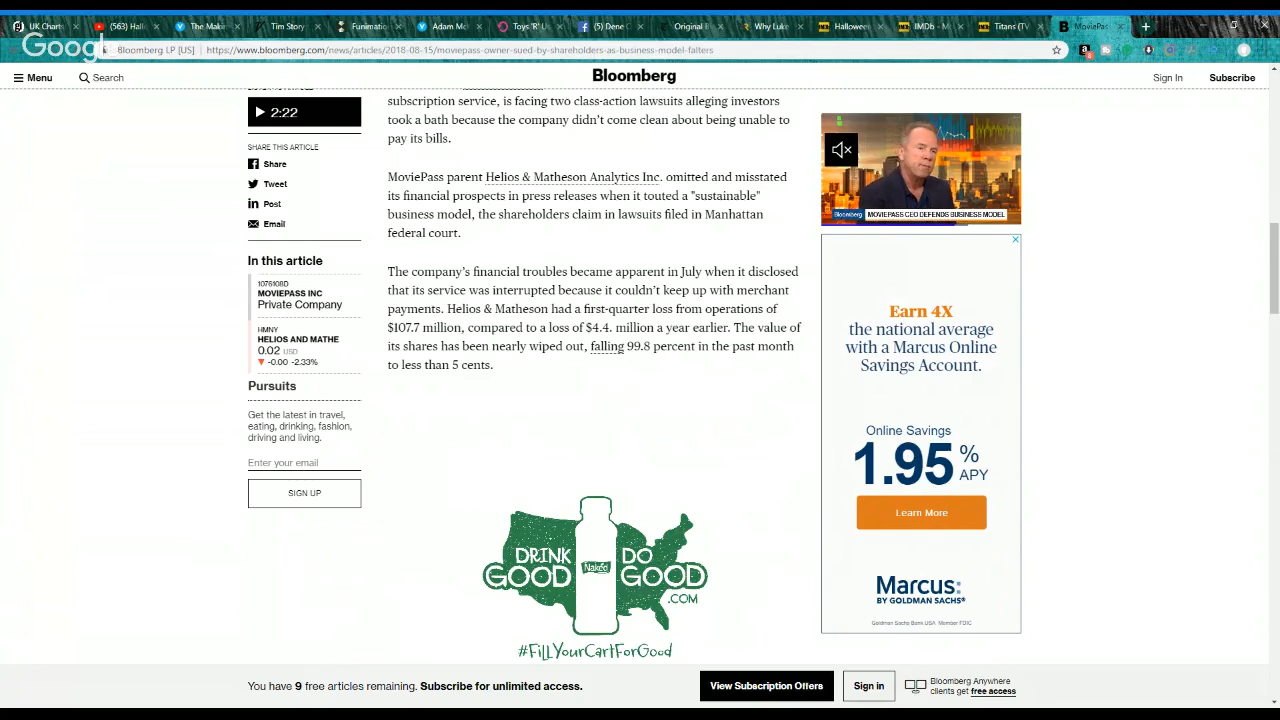 UK Chart
(563) Hall
The Makin
Tim Story
Funimatio
Adam Mc
Toys 'R' U
(5) Dene C
Original F
Why Luke
Halloween
IMDb - M
Titans (TV
MoviePas
Googl
Bloomberg LP [US] | https://www.bloomberg.com/news/articles/2018-08-15/moviepass-owner-sued-by-shareholders-as-business-model-falters
Menu
Search
Bloomberg
Sign In
Subscribe
2:22
SHARE THIS ARTICLE
Share
Tweet
Post
Email
In this article
1076108D
MOVIEPASS INC
Private Company
HMNY
HELIOS AND MATHE
0.02 USD
▼ -0.00 -2.33%
Pursuits
Get the latest in travel,
eating, drinking, fashion,
driving and living.
Enter your email
SIGN UP
subscription service, is facing two class-action lawsuits alleging investors
took a bath because the company didn't come clean about being unable to
pay its bills.
MoviePass parent Helios & Matheson Analytics Inc. omitted and misstated
its financial prospects in press releases when it touted a "sustainable"
business model, the shareholders claim in lawsuits filed in Manhattan
federal court.
The company's financial troubles became apparent in July when it disclosed
that its service was interrupted because it couldn't keep up with merchant
payments. Helios & Matheson had a first-quarter loss from operations of
$107.7 million, compared to a loss of $4.4. million a year earlier. The value of
its shares has been nearly wiped out, falling 99.8 percent in the past month
to less than 5 cents.
DRINK GOOD
Naked
DO GOOD
.COM
#FillYourCartForGood
Bloomberg
MOVIEPASS CEO DEFENDS BUSINESS MODEL
Earn 4X
the national average
with a Marcus Online
Savings Account.
Online Savings
1.95 % APY
Learn More
Marcus:
BY GOLDMAN SACHS®
Goldman Sachs Bank USA Member FDIC
You have 9 free articles remaining. Subscribe for unlimited access.
View Subscription Offers
Sign in
Bloomberg Anywhere
clients get free access